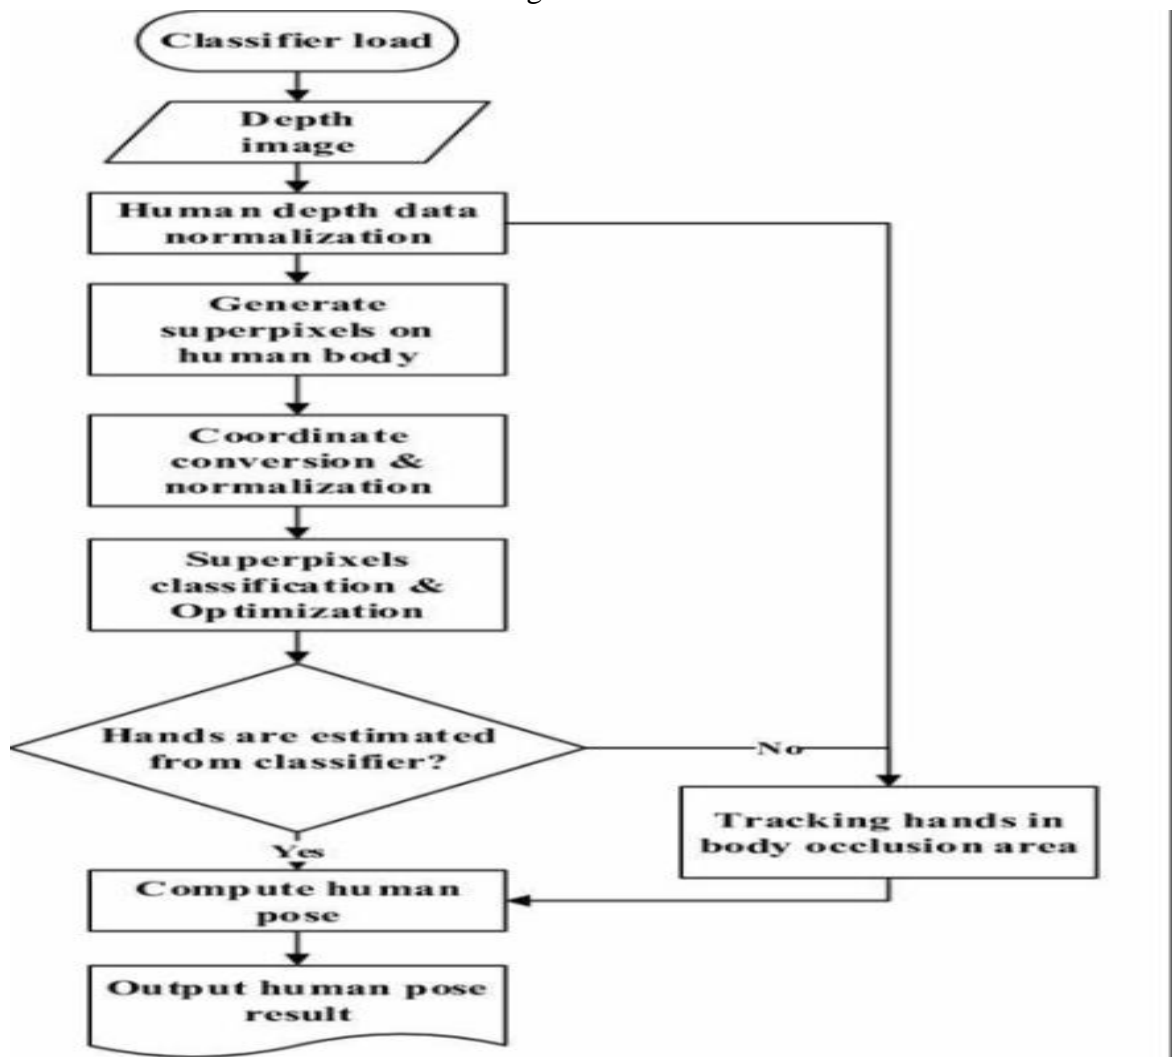 Classifier load
Depth
image
Human depth data
normalization
Generate
superpixels on
human body
Coordinate
conversion &
normalization
Superpixels
classification &
Optimization
Hands are estimated
from classifier?
No
Tracking hands in
body occlusion area
Yes
Compute human
pose
Output human pose
result